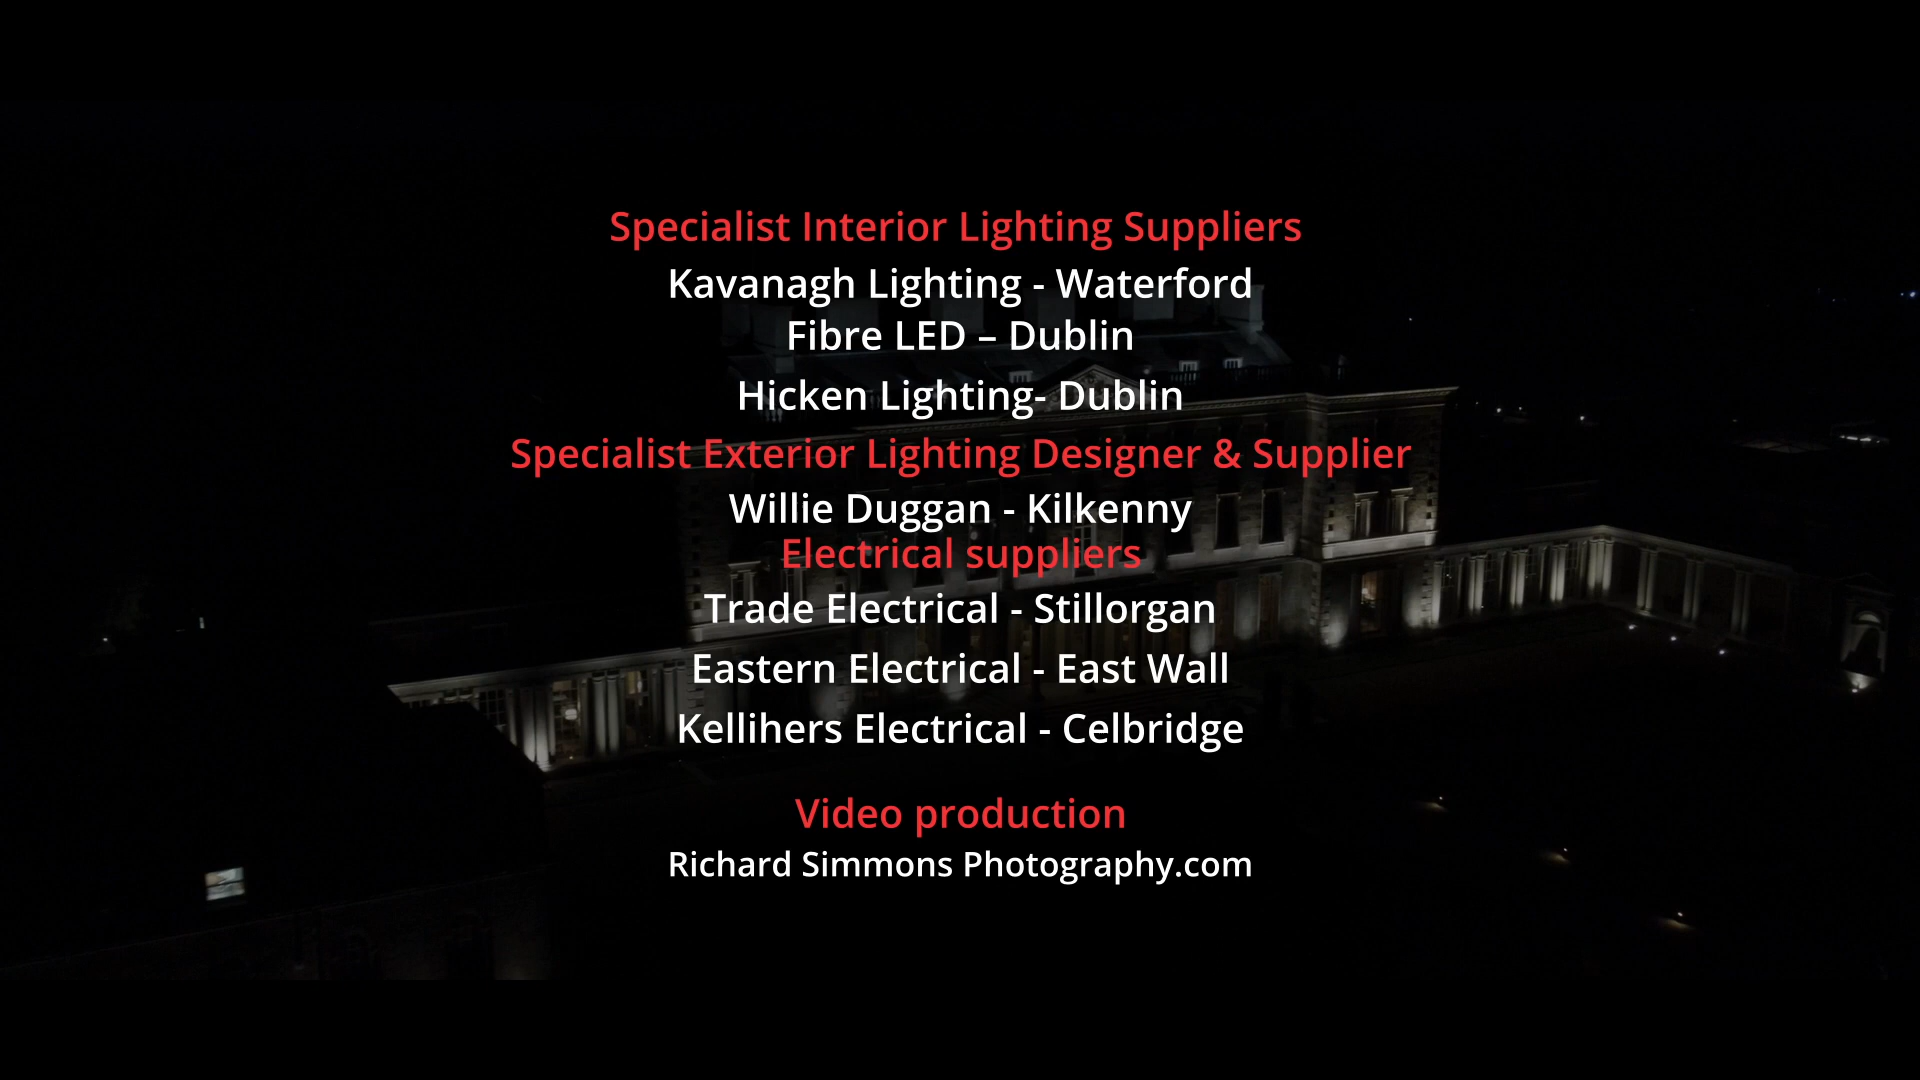 Specialist Interior Lighting Suppliers
Kavanagh Lighting - Waterford
Fibre LED – Dublin
Hicken Lighting- Dublin
Specialist Exterior Lighting Designer & Supplier
Willie Duggan - Kilkenny
Electrical suppliers
Trade Electrical - Stillorgan
Eastern Electrical - East Wall
Kellihers Electrical - Celbridge
Video production
Richard Simmons Photography.com